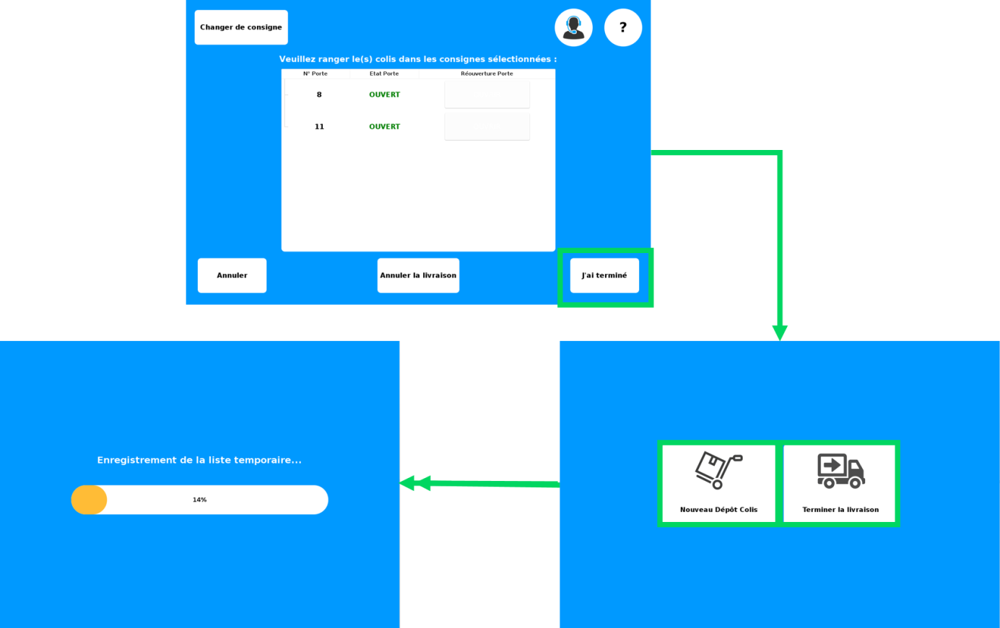 Changer de consigne
?
Veuillez ranger le(s) colis dans les consignes sélectionnées :
N° Porte Etat Porte Réouverture Porte
8 OUVERT
11 OUVERT
Annuler Annuler la livraison J'ai terminé
Enregistrement de la liste temporaire...
14%
Nouveau Dépôt Colis Terminer la livraison